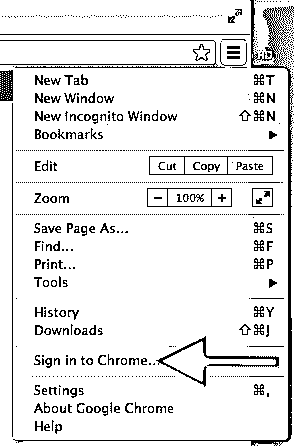 New Tab ⌘T
New Window ⌘N
New Incognito Window ⇧⌘N
Bookmarks ▶
Edit Cut Copy Paste
Zoom − 100% +
Save Page As... ⌘S
Find... ⌘F
Print... ⌘P
Tools ▶
History ⌘Y
Downloads ⇧⌘J
Sign in to Chrome...
Settings ⌘,
About Google Chrome
Help